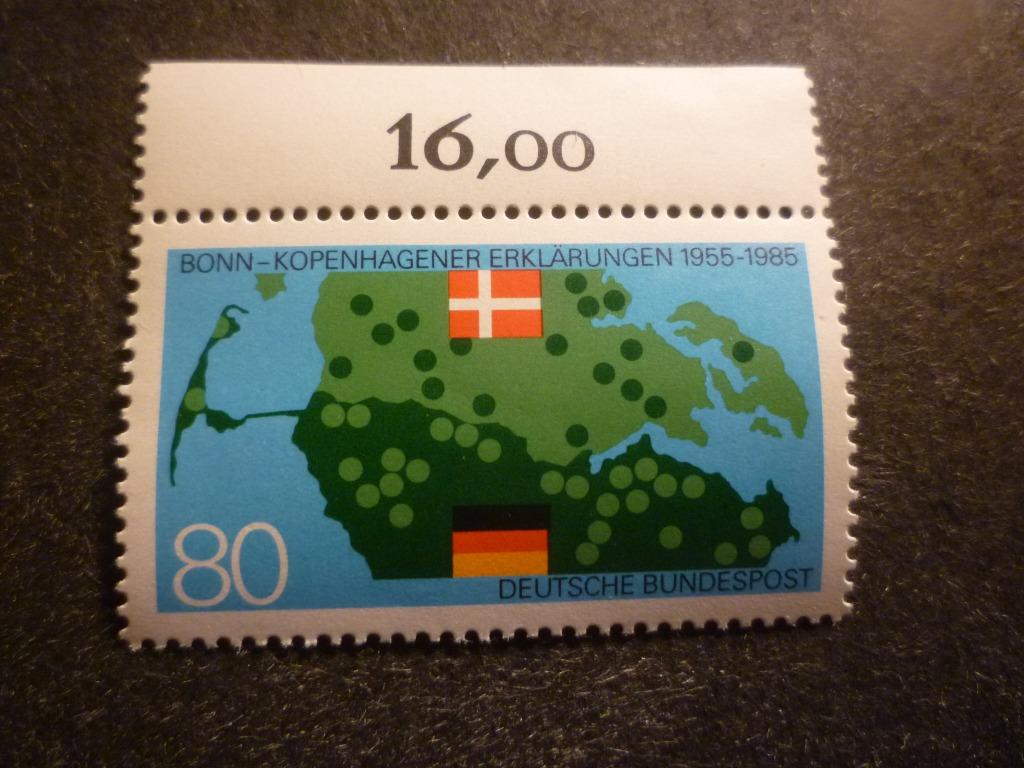 16,00
BONN-KOPENHAGENER ERKLÄRUNGEN 1955-1985
80
DEUTSCHE BUNDESPOST